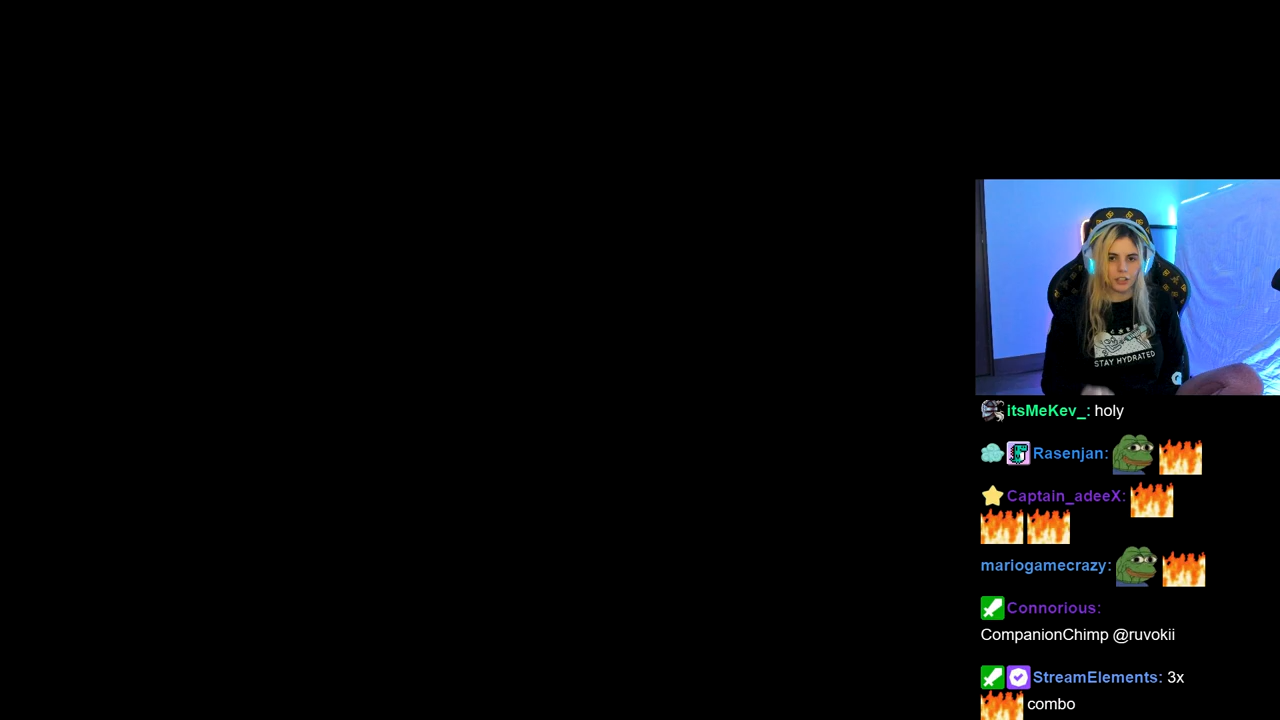 STAY HYDRATED
itsMeKev_: holy
Rasenjan:
Captain_adeeX:
mariogamecrazy:
Connorious:
CompanionChimp @ruvokii
StreamElements: 3x
combo